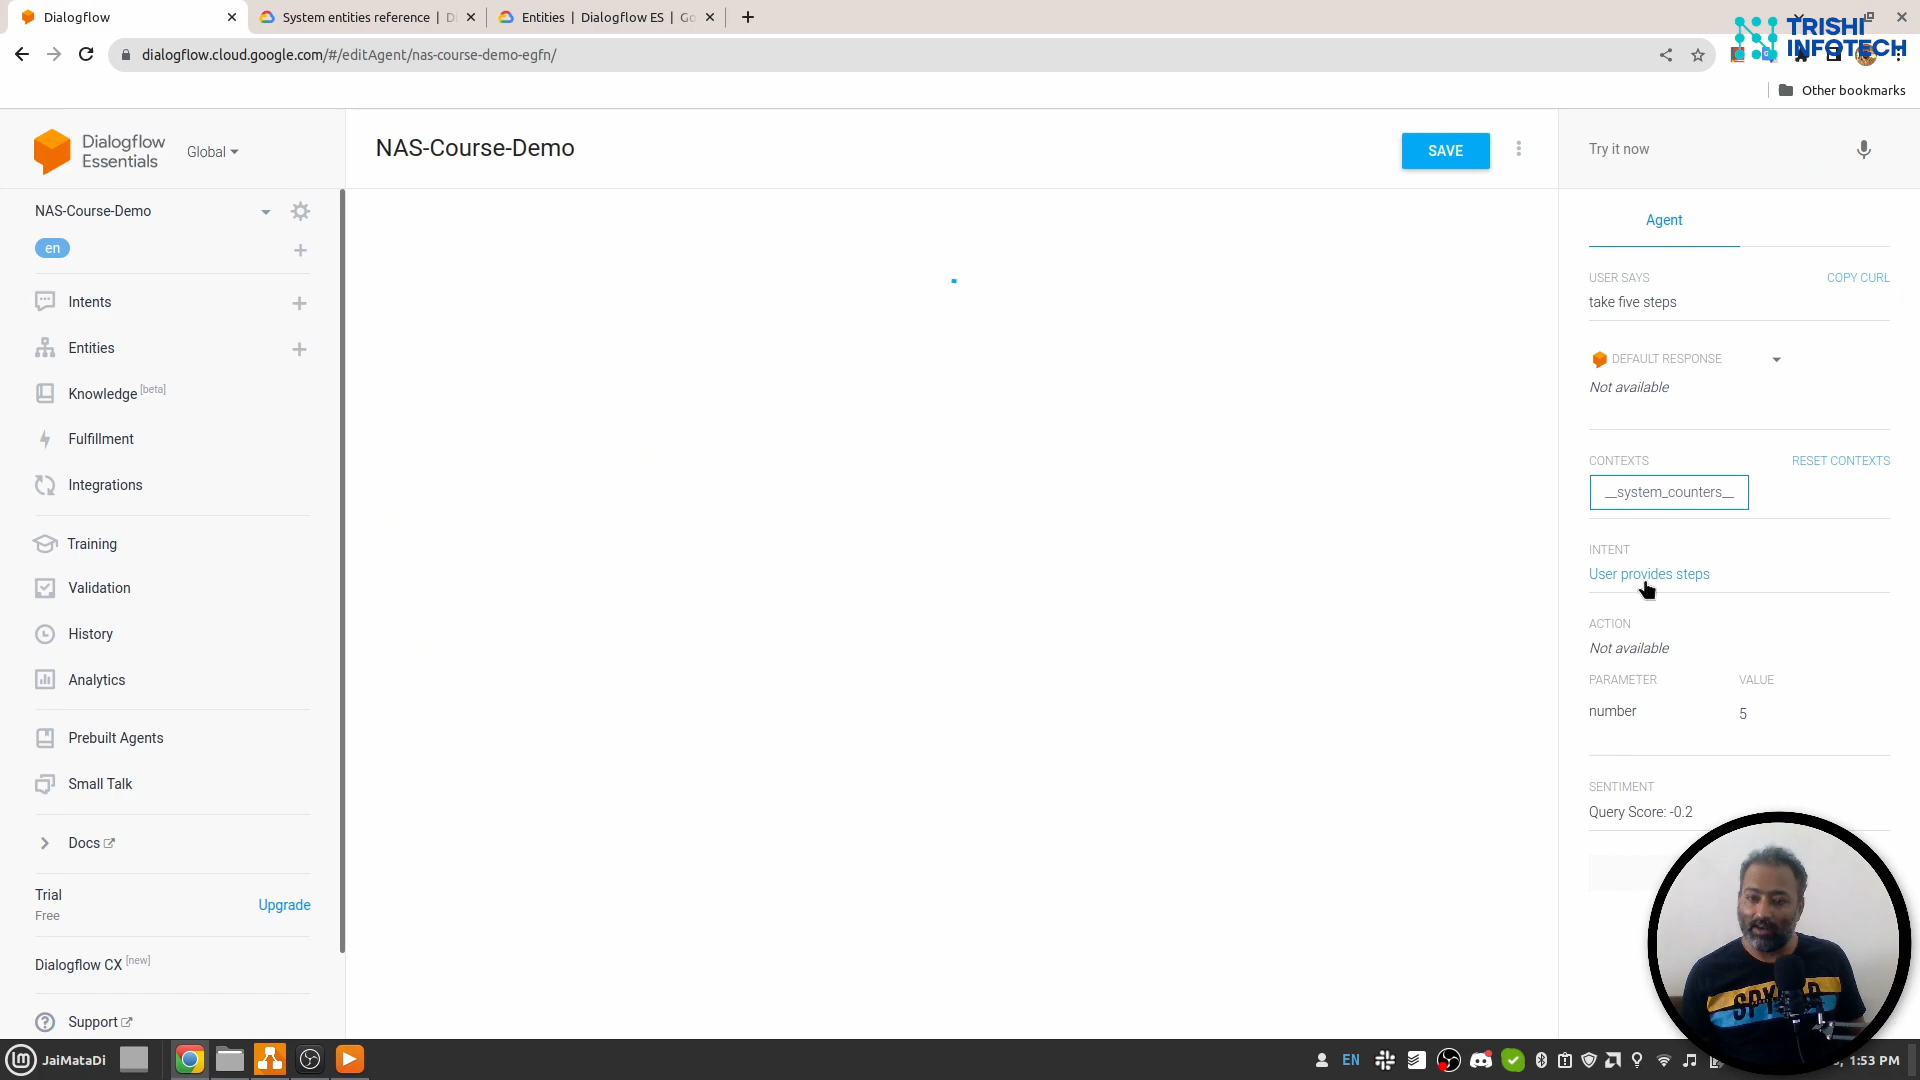 Dialogflow
System entities reference | D
Entities | Dialogflow ES | Go
TRISHI
INFOTECH
dialogflow.cloud.google.com/#/editAgent/nas-course-demo-egfn/
Other bookmarks
Dialogflow
Essentials
Global
NAS-Course-Demo
SAVE
Try it now
NAS-Course-Demo
en
Agent
USER SAYS
COPY CURL
take five steps
Intents
Entities
DEFAULT RESPONSE
Not available
Knowledge [beta]
Fulfillment
CONTEXTS
RESET CONTEXTS
Integrations
__system_counters__
Training
INTENT
User provides steps
Validation
ACTION
History
Not available
Analytics
PARAMETER
VALUE
number
5
Prebuilt Agents
Small Talk
SENTIMENT
Query Score: -0.2
Docs
Trial
Free
Upgrade
Dialogflow CX [new]
Support
JaiMataDi
EN
1:53 PM